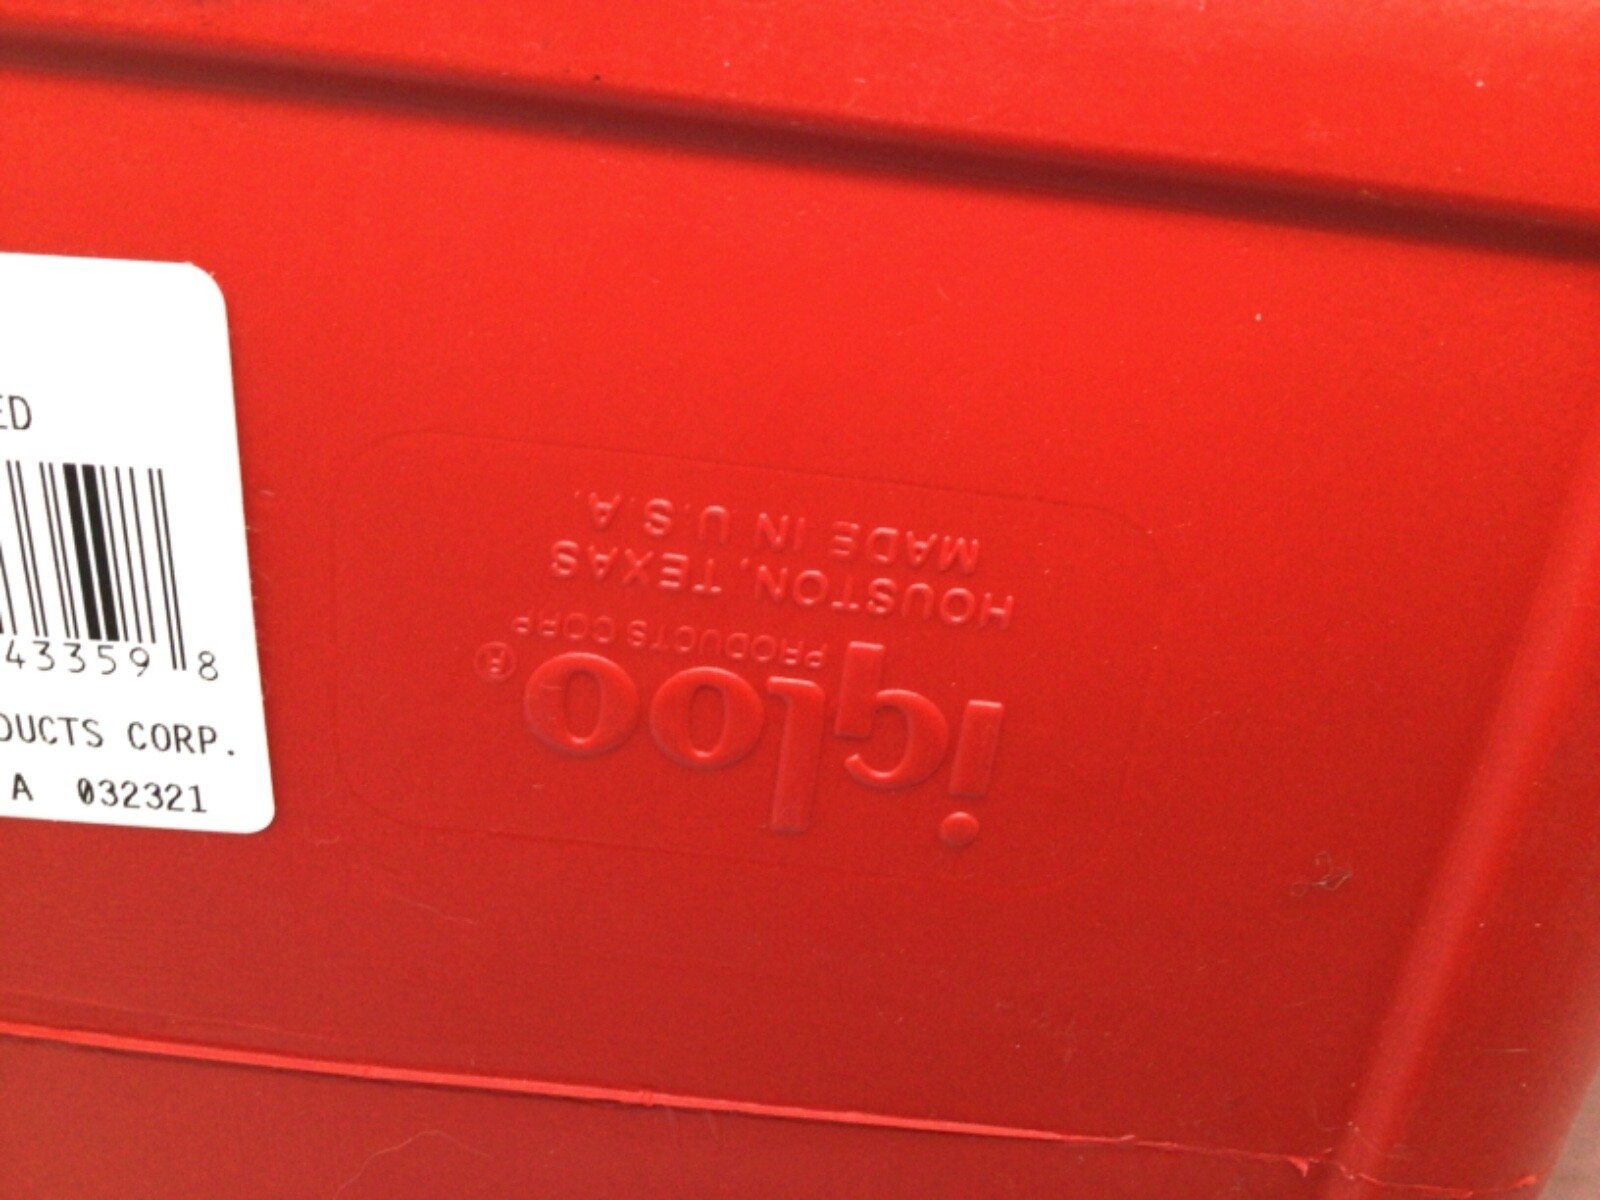 ED
43359 8
DUCTS CORP.
A 032321
igloo®
PRODUCTS CORP
HOUSTON, TEXAS
MADE IN U.S.A.